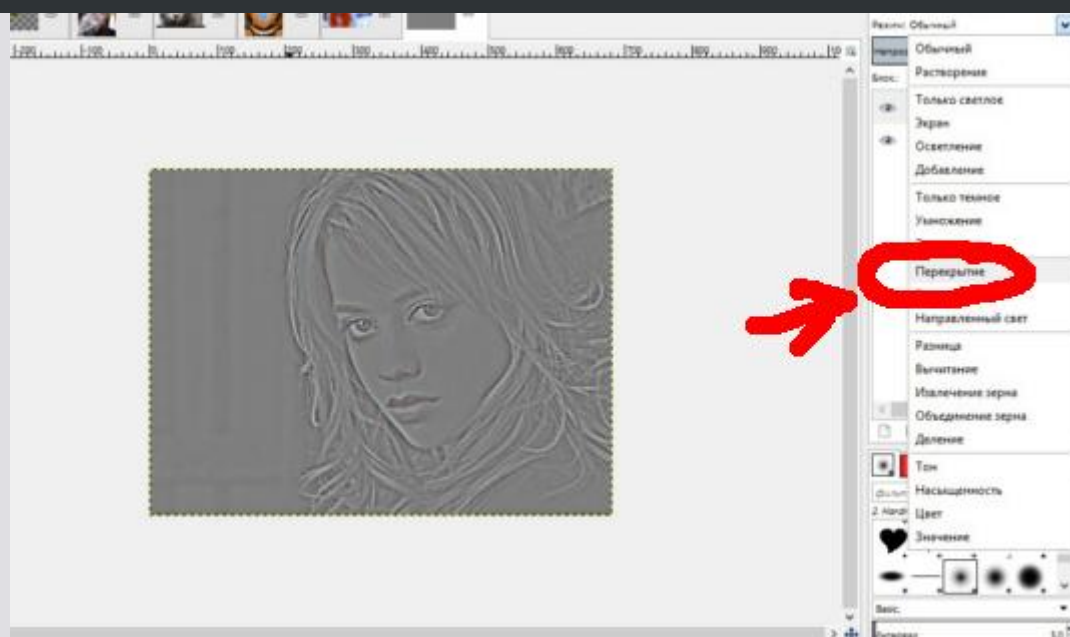 Режим: Обычный
Обычный
Растворение
Только светлое
Экран
Осветление
Добавление
Только темное
Умножение
Перекрытие
Направленный свет
Разница
Вычитание
Извлечение зерна
Объединение зерна
Деление
Тон
Насыщенность
Цвет
Значение
Basic,